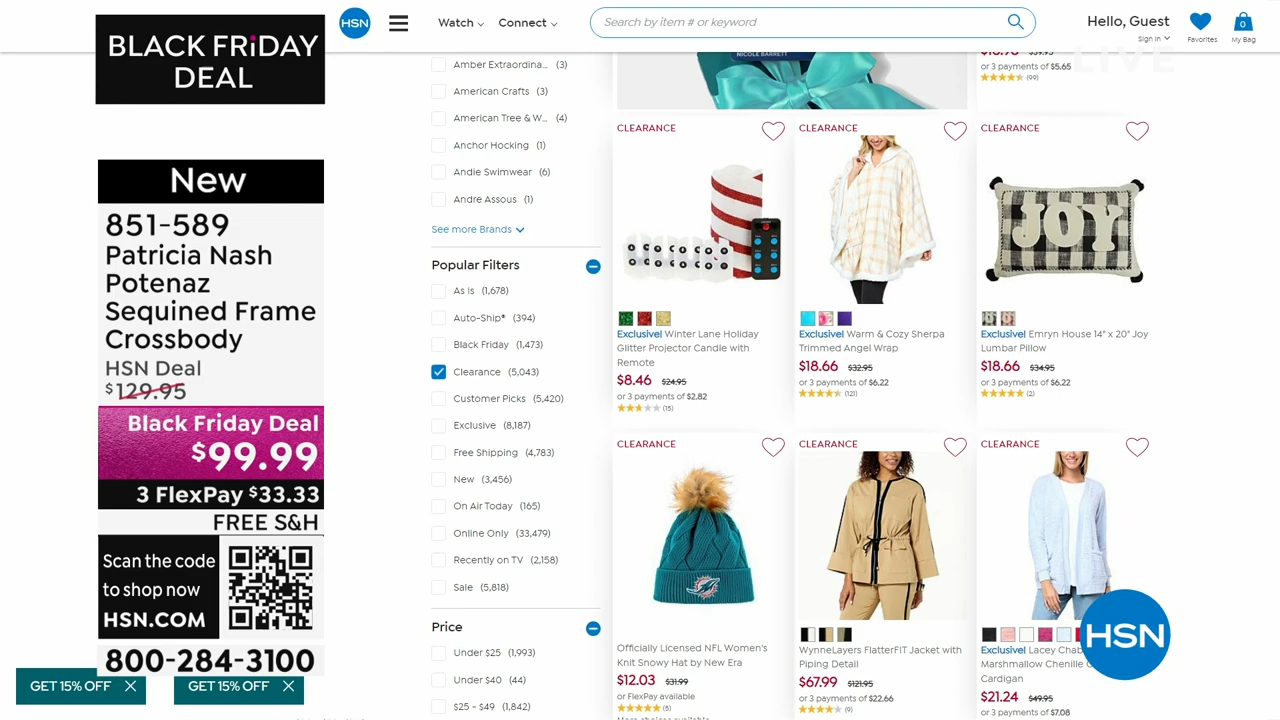 BLACK FRiDAY
DEAL
New
851-589
Patricia Nash
Potenaz
Sequined Frame
Crossbody
HSN Deal
$129.95
Black Friday Deal
$99.99
3 FlexPay $33.33
FREE S&H
Scan the code
to shop now
HSN.COM
800-284-3100
GET 15% OFF
GET 15% OFF
HSN
Watch
Connect
Search by item # or keyword
Hello, Guest
Sign In
Favorites
0
My Bag
LIVE
Amber Extraordina... (3)
American Crafts (3)
American Tree & W... (4)
Anchor Hocking (1)
Andie Swimwear (6)
Andre Assous (1)
See more Brands
Popular Filters
As Is (1,678)
Auto-Ship® (394)
Black Friday (1,473)
Clearance (5,043)
Customer Picks (5,420)
Exclusive (8,187)
Free Shipping (4,783)
New (3,456)
On Air Today (165)
Online Only (33,479)
Recently on TV (2,158)
Sale (5,818)
Price
Under $25 (1,993)
Under $40 (44)
$25 - $49 (1,842)
NICOLE BARRETT
or 3 payments of $5.65
(99)
CLEARANCE
Exclusive! Winter Lane Holiday
Glitter Projector Candle with
Remote
$8.46 $24.95
or 3 payments of $2.82
(15)
CLEARANCE
Exclusive! Warm & Cozy Sherpa
Trimmed Angel Wrap
$18.66 $32.95
or 3 payments of $6.22
(123)
CLEARANCE
JOY
Exclusive! Emryn House 14" x 20" Joy
Lumbar Pillow
$18.66 $34.95
or 3 payments of $6.22
(2)
CLEARANCE
Officially Licensed NFL Women's
Knit Snowy Hat by New Era
$12.03 $31.99
or FlexPay available
(5)
More choices available
CLEARANCE
WynneLayers FlatterFIT Jacket with
Piping Detail
$67.99 $121.95
or 3 payments of $22.66
(9)
CLEARANCE
Exclusive! Lacey Chab
Marshmallow Chenille C
Cardigan
$21.24 $49.95
or 3 payments of $7.08
HSN